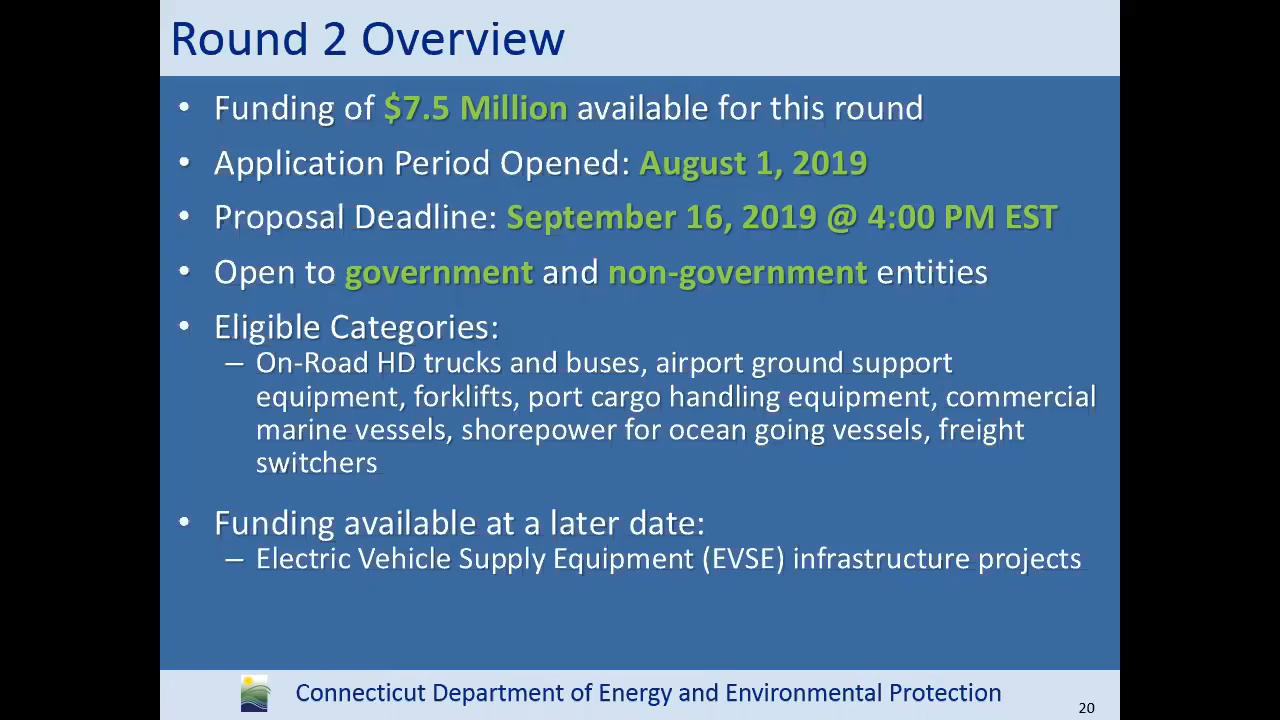 Round 2 Overview
• Funding of $7.5 Million available for this round
• Application Period Opened: August 1, 2019
• Proposal Deadline: September 16, 2019 @ 4:00 PM EST
• Open to government and non-government entities
• Eligible Categories:
– On-Road HD trucks and buses, airport ground support
equipment, forklifts, port cargo handling equipment, commercial
marine vessels, shorepower for ocean going vessels, freight
switchers
• Funding available at a later date:
– Electric Vehicle Supply Equipment (EVSE) infrastructure projects
Connecticut Department of Energy and Environmental Protection
20